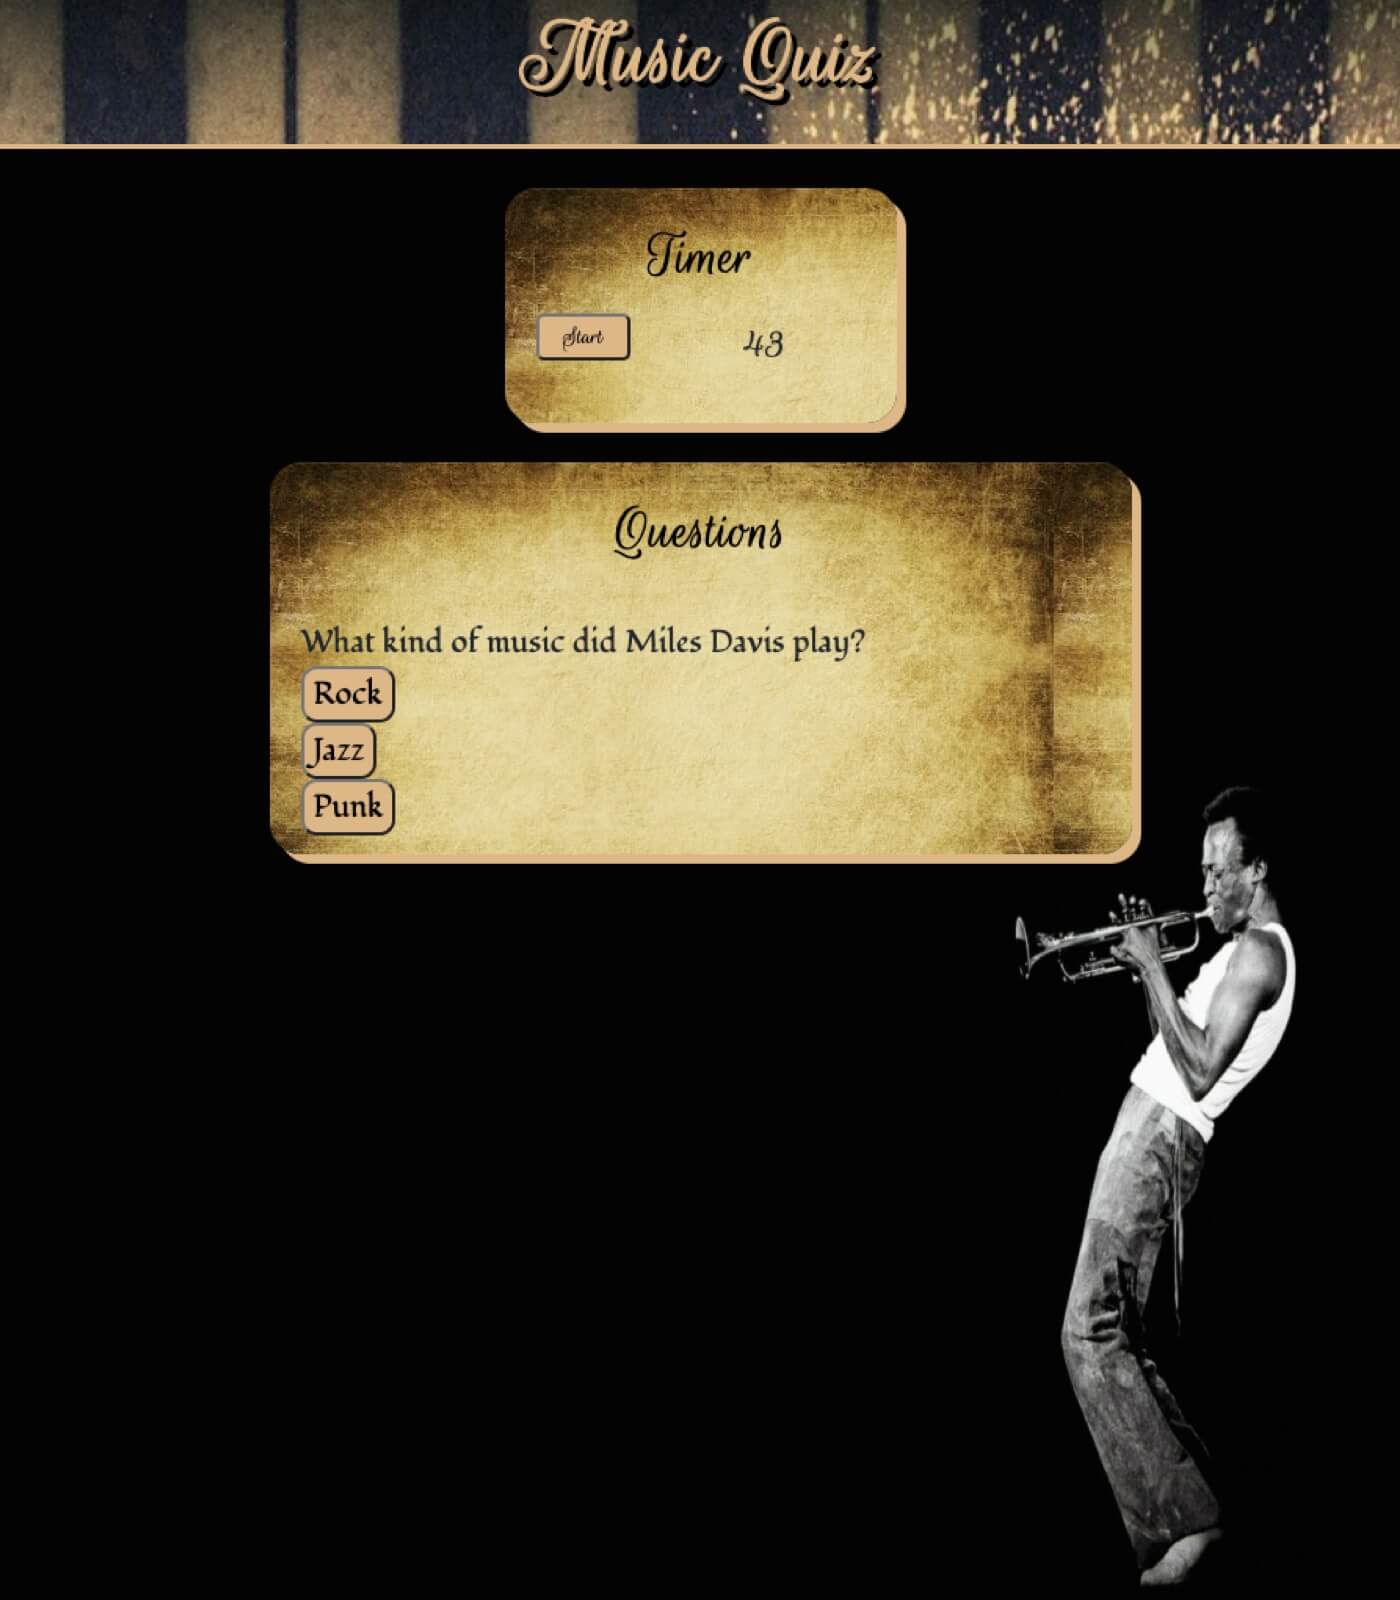 Music Quiz
Timer
Start
43
Questions
What kind of music did Miles Davis play?
Rock
Jazz
Punk